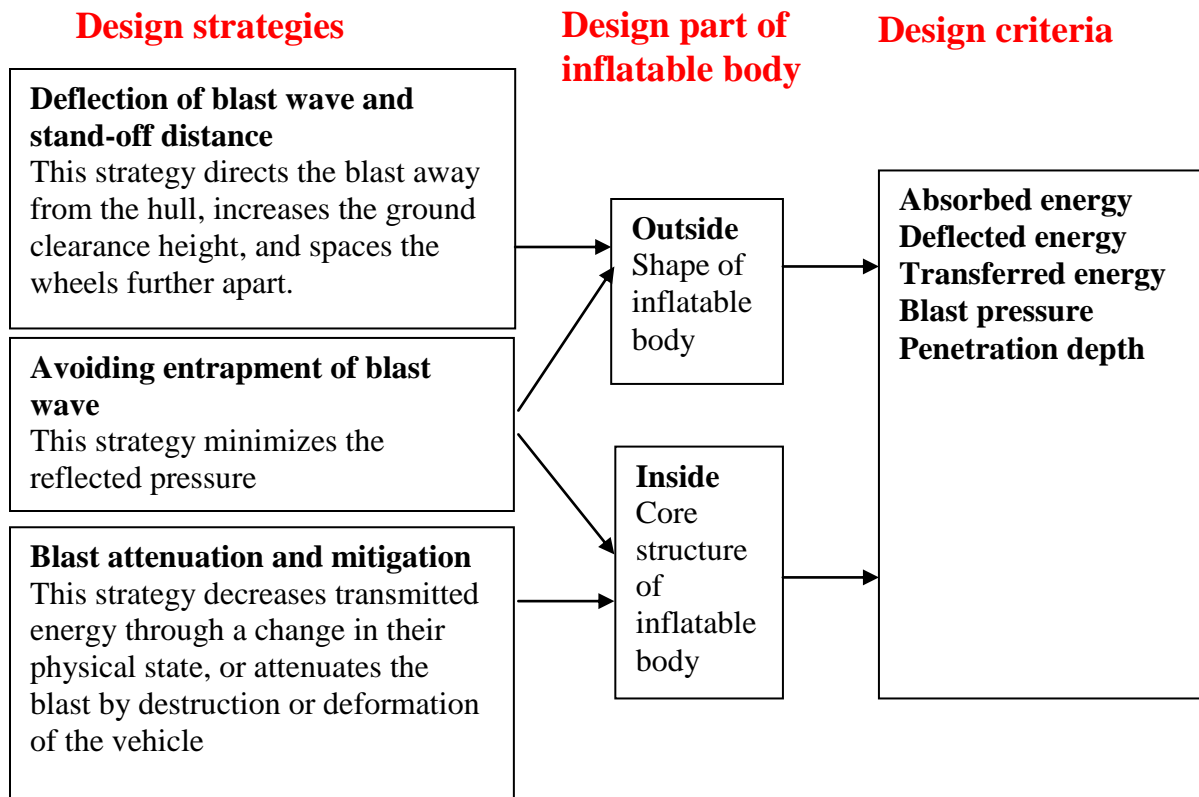 Design strategies
Design part of
inflatable body
Design criteria
Deflection of blast wave and
stand-off distance
This strategy directs the blast away
from the hull, increases the ground
clearance height, and spaces the
wheels further apart.
Avoiding entrapment of blast
wave
This strategy minimizes the
reflected pressure
Blast attenuation and mitigation
This strategy decreases transmitted
energy through a change in their
physical state, or attenuates the
blast by destruction or deformation
of the vehicle
Outside
Shape of
inflatable
body
Inside
Core
structure
of
inflatable
body
Absorbed energy
Deflected energy
Transferred energy
Blast pressure
Penetration depth